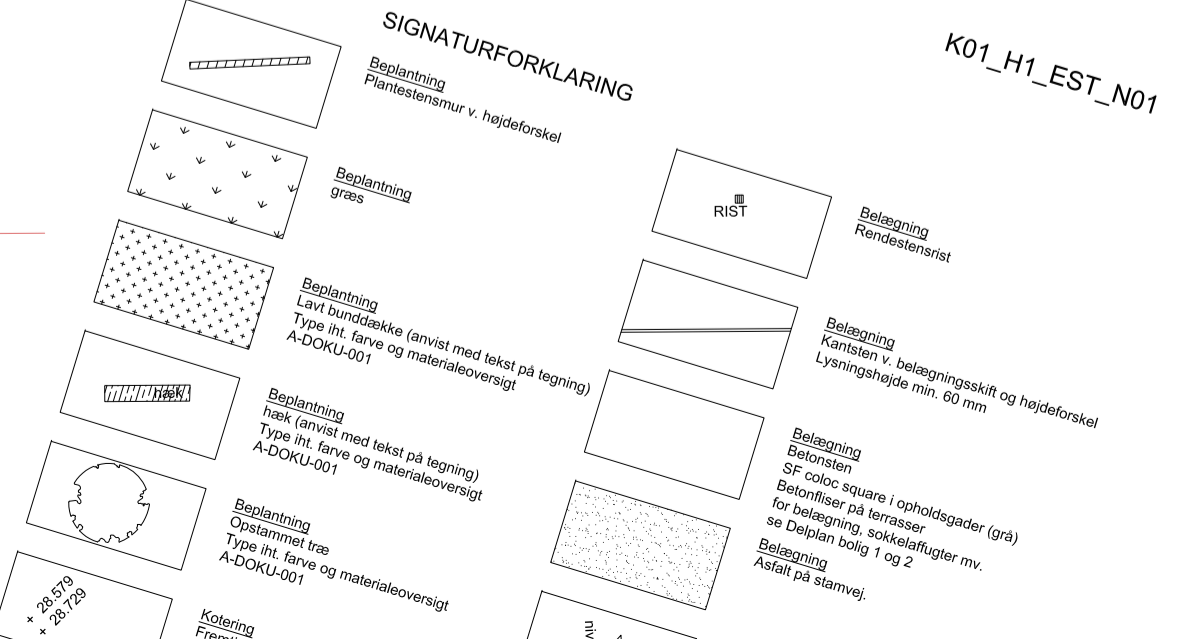 SIGNATURFORKLARING
K01_H1_EST_N01
Beplantning
Plantestensmur v. højdeforskel
Beplantning
græs
Beplantning
Lavt bunddække (anvist med tekst på tegning)
Type iht. farve og materialeoversigt
A-DOKU-001
hæk
Beplantning
hæk (anvist med tekst på tegning)
Type iht. farve og materialeoversigt
A-DOKU-001
Beplantning
Opstammet træ
Type iht. farve og materialeoversigt
A-DOKU-001
+ 28.579
+ 28.729
Kotering
RIST
Belægning
Rendestensrist
Belægning
Kantsten v. belægningsskift og højdeforskel
Lysningshøjde min. 60 mm
Belægning
Betonsten
SF coloc square i opholdsgader (grå)
Betonfliser på terrasser
for belægning, sokkelaffugter mv.
se Delplan bolig 1 og 2
Belægning
Asfalt på stamvej.